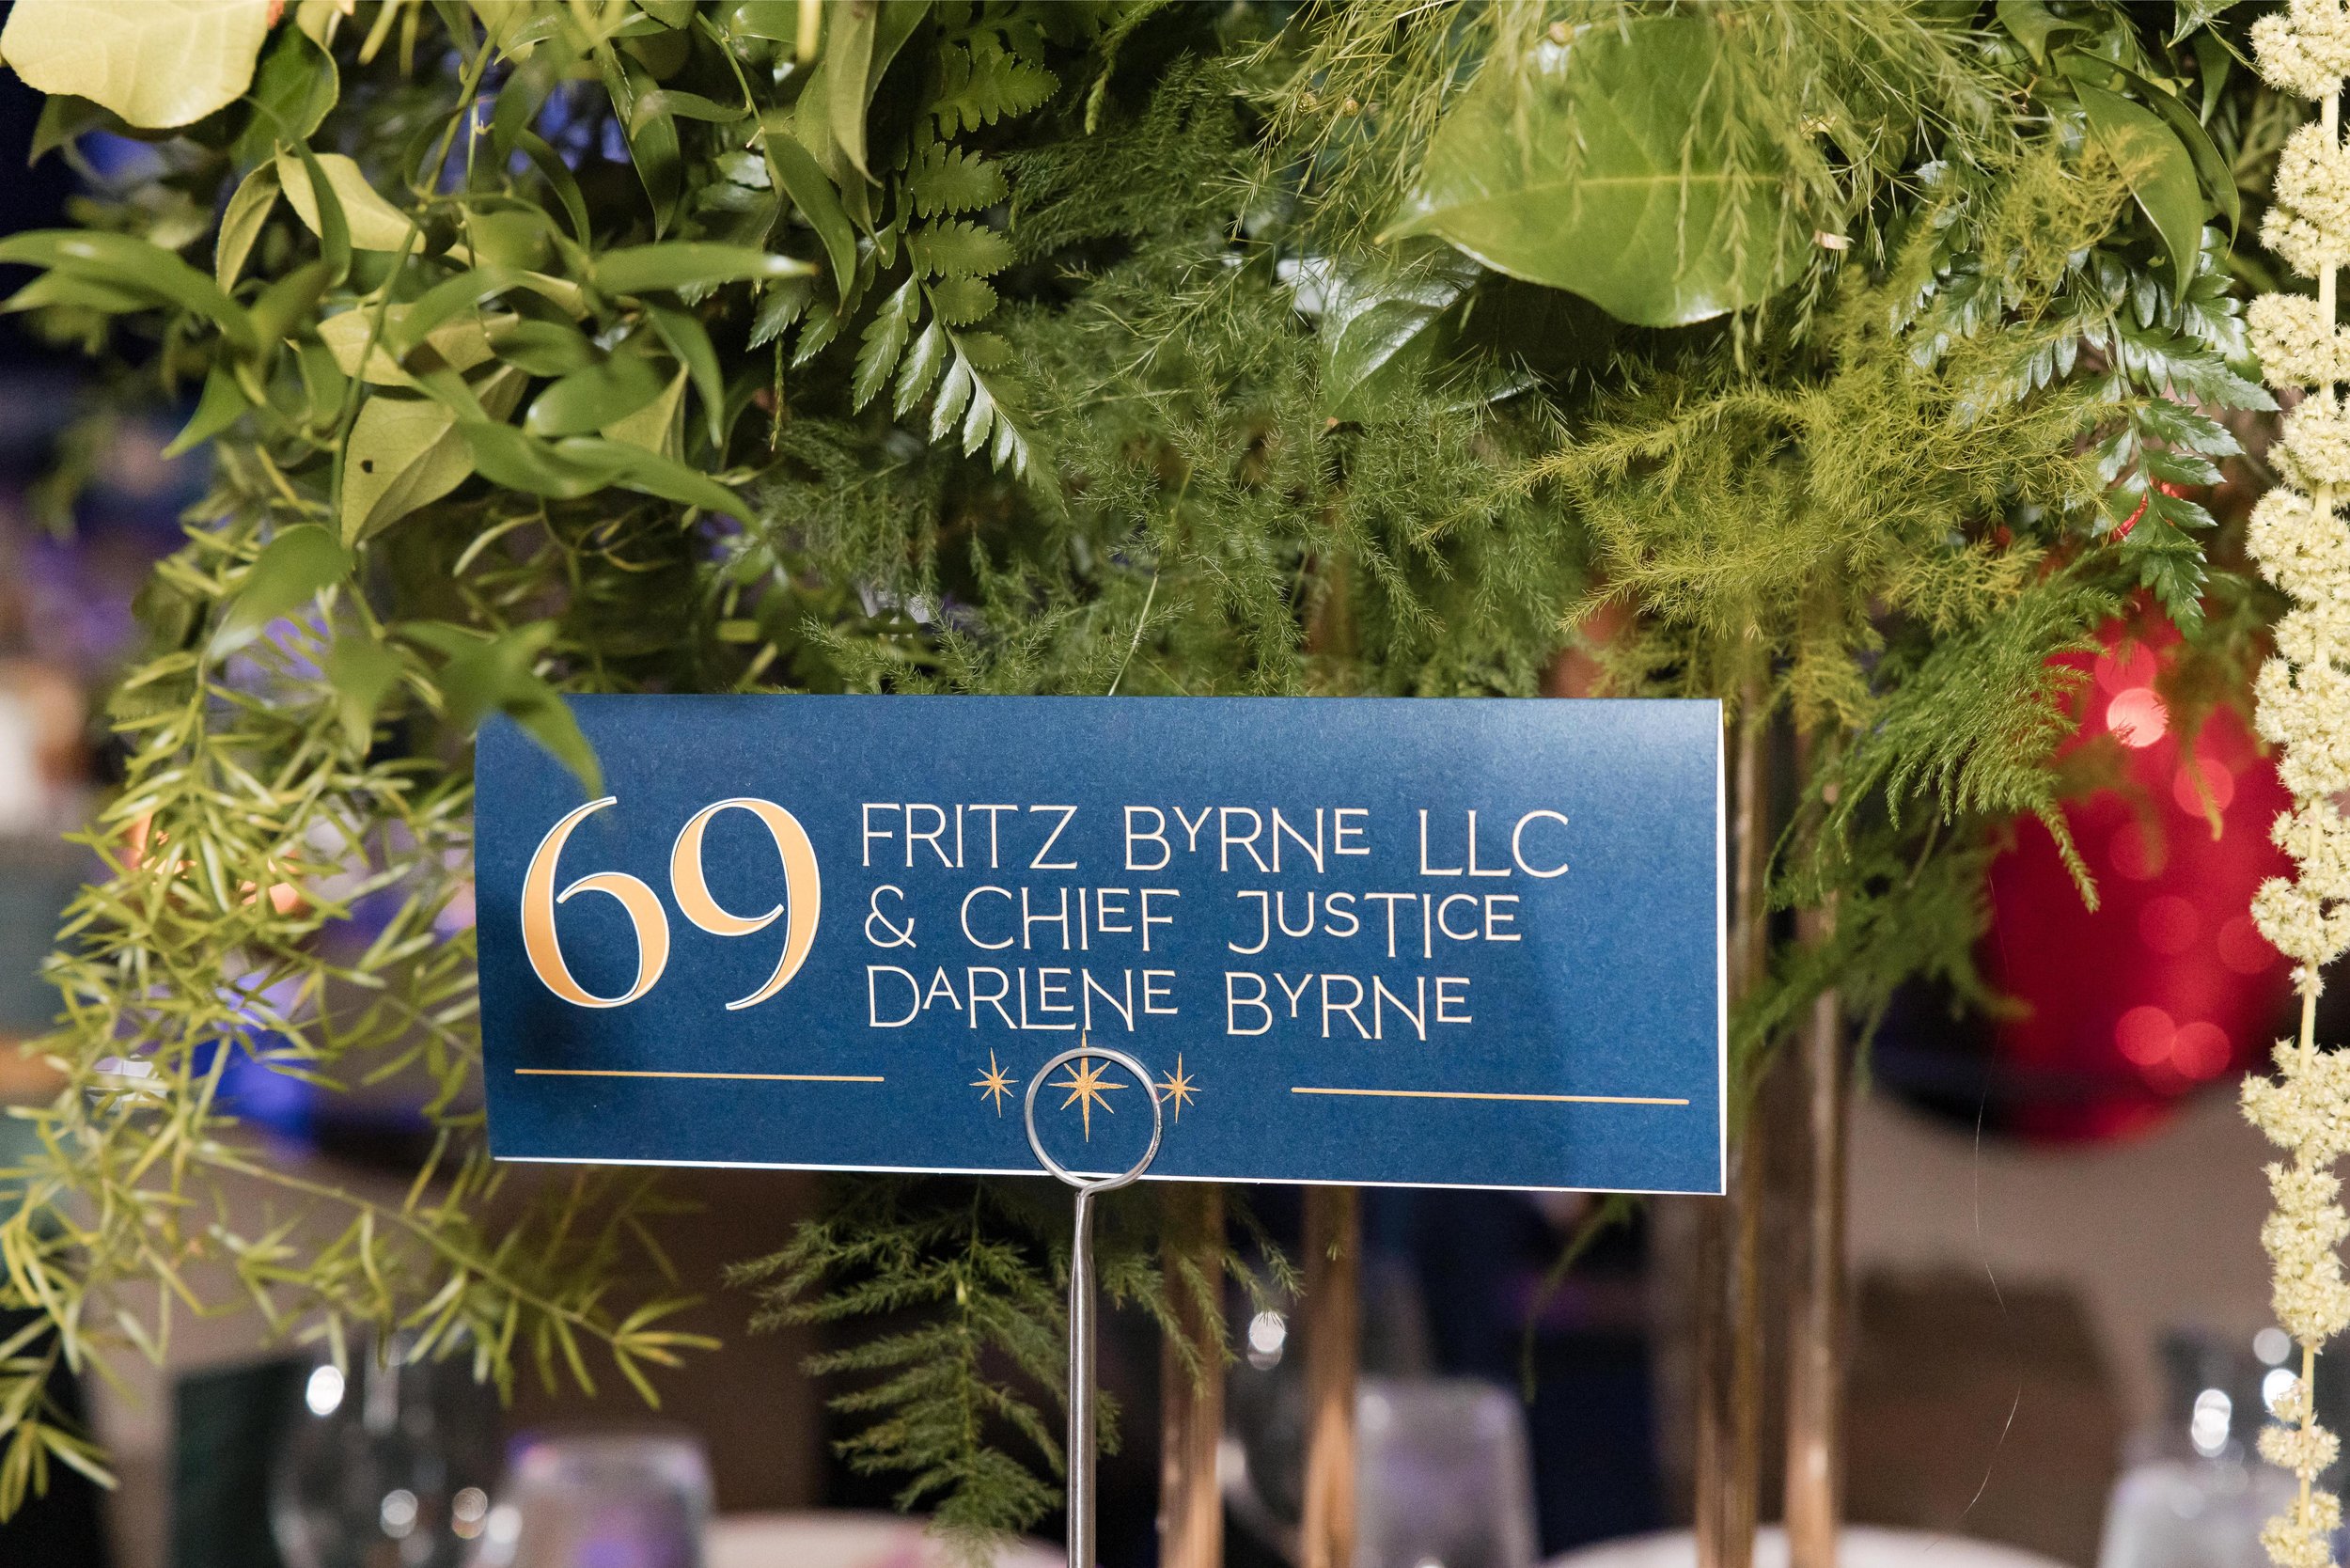 69
FRITZ BYRNE LLC
& CHIEF JUSTICE
DARLENE BYRNE